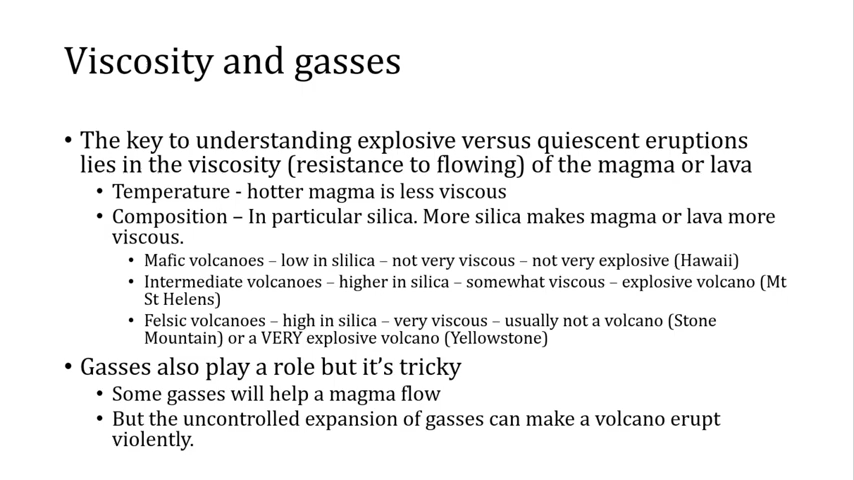 Viscosity and gasses
• The key to understanding explosive versus quiescent eruptions
lies in the viscosity (resistance to flowing) of the magma or lava
• Temperature - hotter magma is less viscous
• Composition – In particular silica. More silica makes magma or lava more
viscous.
• Mafic volcanoes – low in slilica – not very viscous – not very explosive (Hawaii)
• Intermediate volcanoes – higher in silica – somewhat viscous – explosive volcano (Mt
St Helens)
• Felsic volcanoes – high in silica – very viscous – usually not a volcano (Stone
Mountain) or a VERY explosive volcano (Yellowstone)
• Gasses also play a role but it’s tricky
• Some gasses will help a magma flow
• But the uncontrolled expansion of gasses can make a volcano erupt
violently.